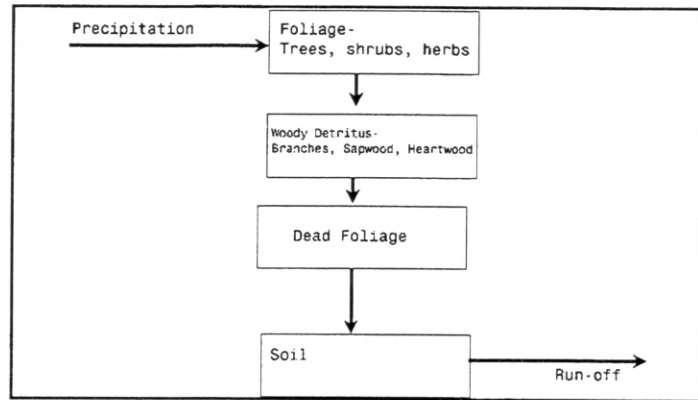 Precipitation
Foliage-
Trees, shrubs, herbs
Woody Detritus-
Branches, Sapwood, Heartwood
Dead Foliage
Soil
Run-off